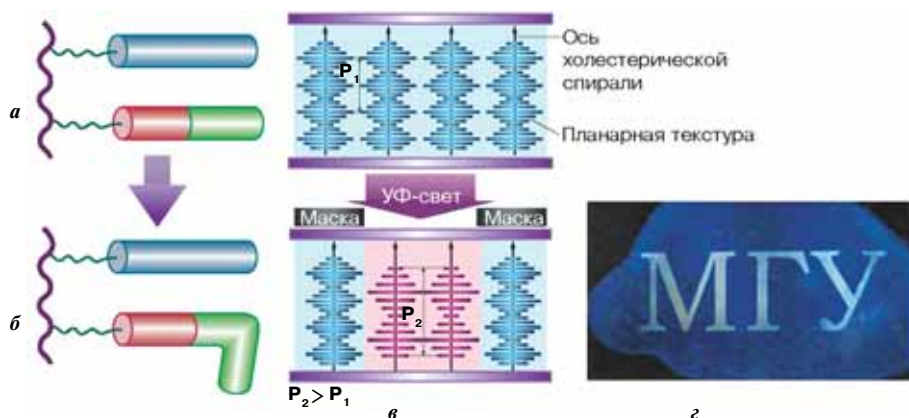 а
б
P₁
Ось
холестерической
спирали
Планарная текстура
УФ-свет
Маска
Маска
P₂
P₂ > P₁
в
МГУ
г